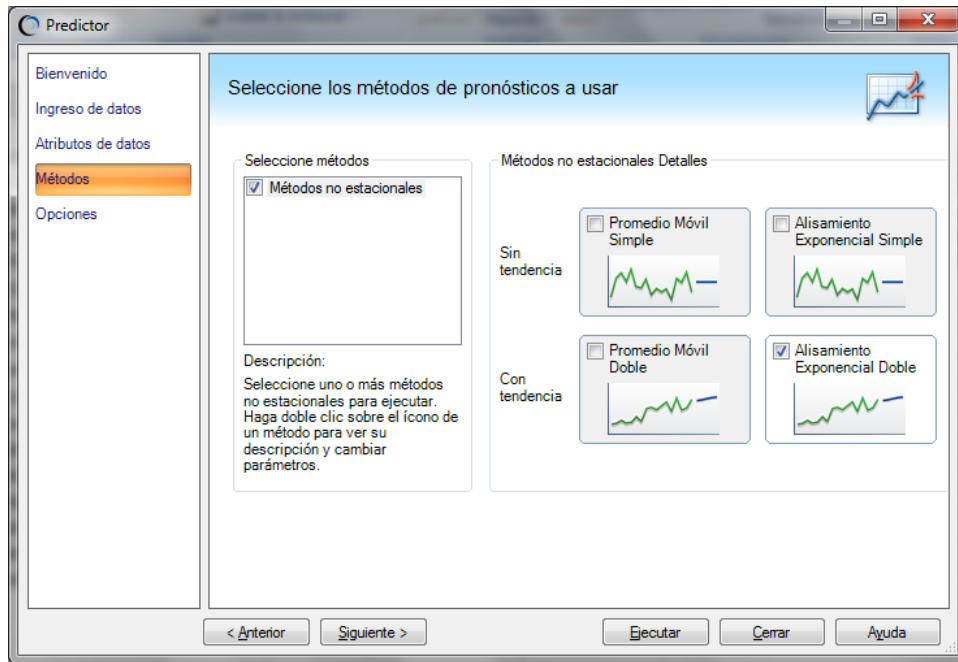 Predictor
Bienvenido
Ingreso de datos
Atributos de datos
Métodos
Opciones
Seleccione los métodos de pronósticos a usar
Seleccione métodos
Métodos no estacionales
Descripción:
Seleccione uno o más métodos
no estacionales para ejecutar.
Haga doble clic sobre el ícono de
un método para ver su
descripción y cambiar
parámetros.
Métodos no estacionales Detalles
Sin
tendencia
Promedio Móvil
Simple
Alisamiento
Exponencial Simple
Con
tendencia
Promedio Móvil
Doble
Alisamiento
Exponencial Doble
< Anterior
Siguiente >
Ejecutar
Cerrar
Ayuda